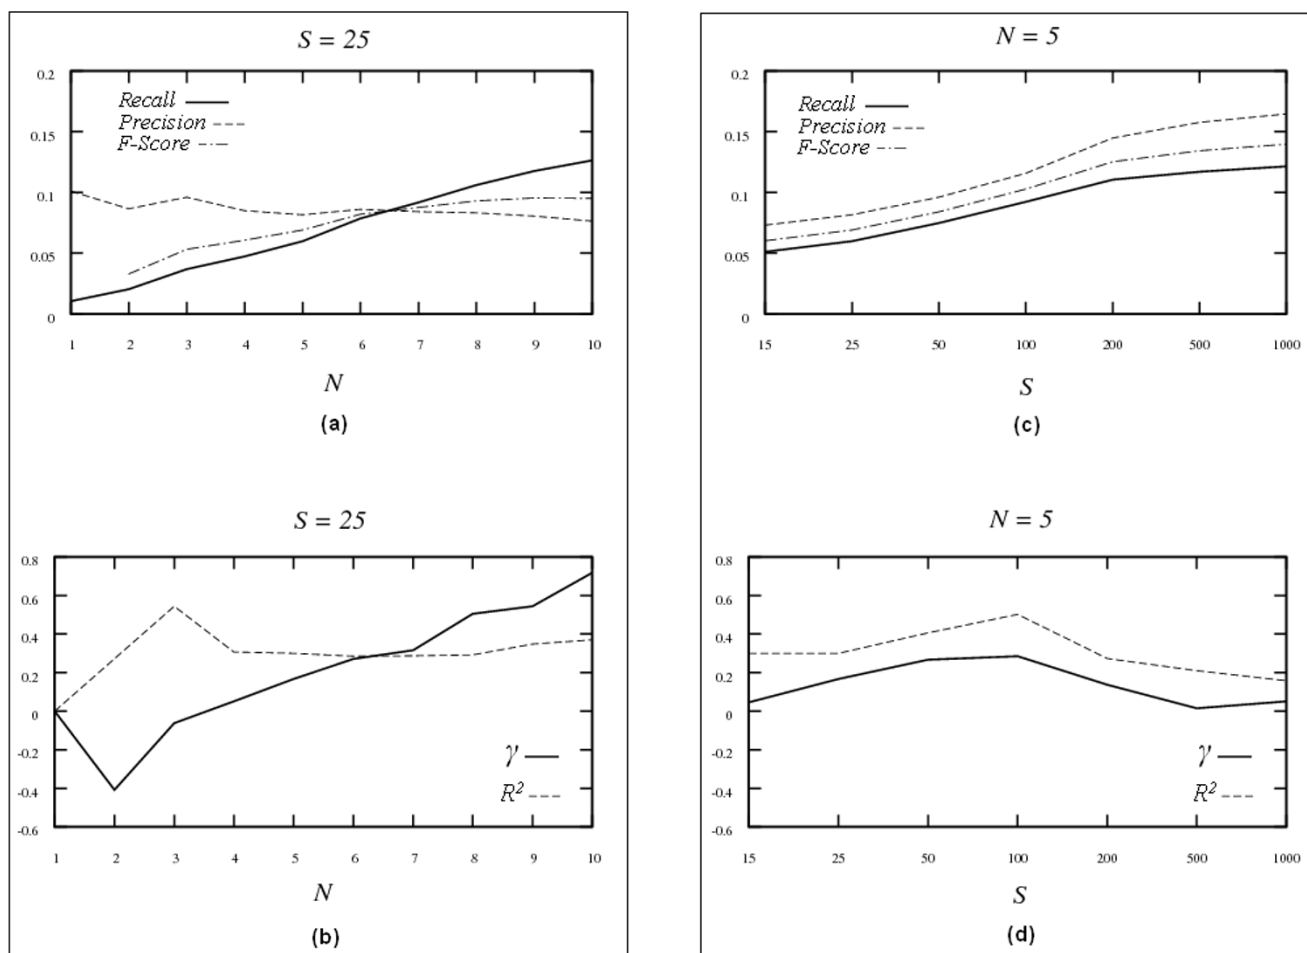 S = 25
0.2
0.15
0.1
0.05
0
Recall
Precision
F-Score
1 2 3 4 5 6 7 8 9 10
N
(a)
S = 25
0.8
0.6
0.4
0.2
0
-0.2
-0.4
-0.6
γ
R²
1 2 3 4 5 6 7 8 9 10
N
(b)
N = 5
0.2
0.15
0.1
0.05
0
Recall
Precision
F-Score
15 25 50 100 200 500 1000
S
(c)
N = 5
0.8
0.6
0.4
0.2
0
-0.2
-0.4
-0.6
γ
R²
15 25 50 100 200 500 1000
S
(d)